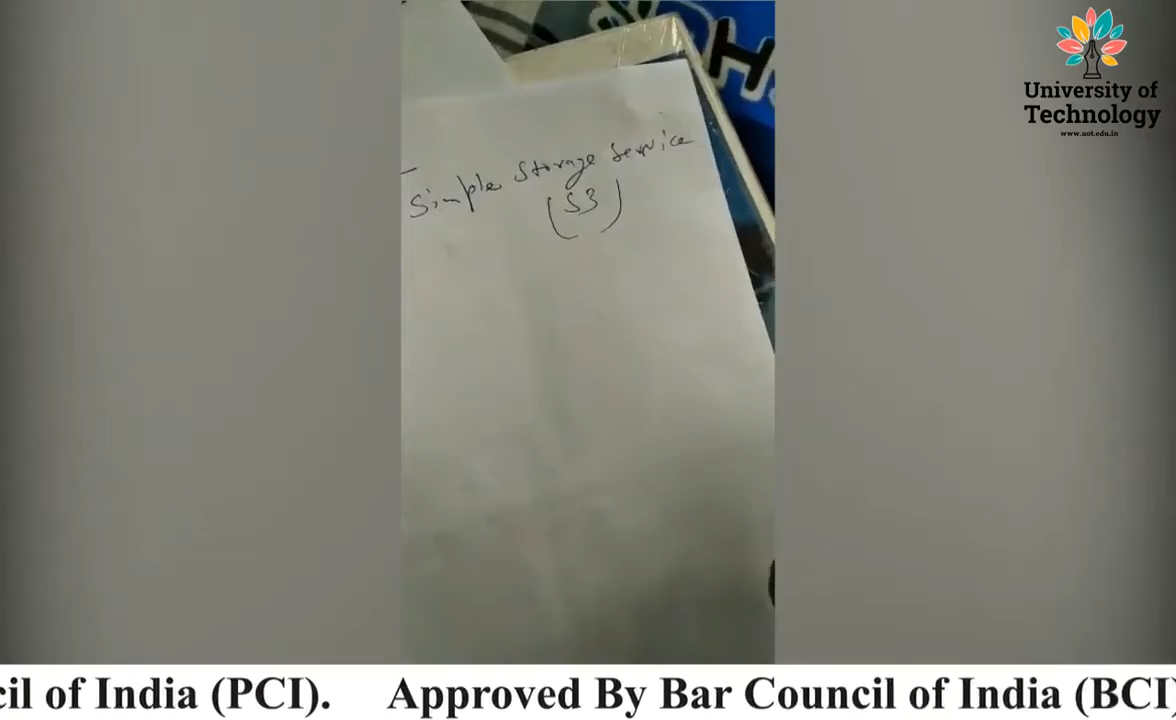 University of
Technology
www.uot.edu.in
Simple Storage Service
(S3)
cil of India (PCI). Approved By Bar Council of India (BCI)